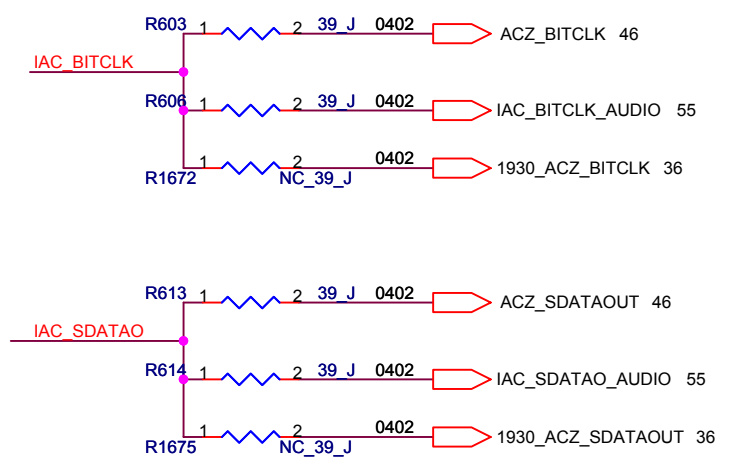 R603 1 2 39_J 0402 ACZ_BITCLK 46
IAC_BITCLK
R606 1 2 39_J 0402 IAC_BITCLK_AUDIO 55
1 2 0402 1930_ACZ_BITCLK 36
R1672 NC_39_J
R613 1 2 39_J 0402 ACZ_SDATAOUT 46
IAC_SDATAO
R614 1 2 39_J 0402 IAC_SDATAO_AUDIO 55
1 2 0402 1930_ACZ_SDATAOUT 36
R1675 NC_39_J